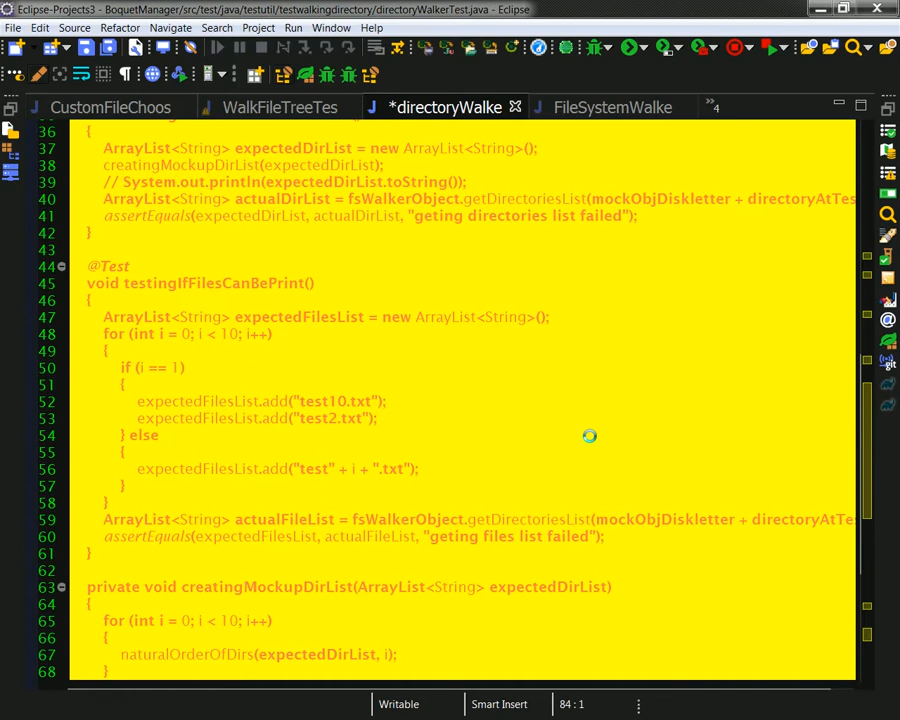 Eclipse-Projects3 - BoquetManager/src/test/java/testutil/testwalkingdirectory/directoryWalkerTest.java - Eclipse
File Edit Source Refactor Navigate Search Project Run Window Help
CustomFileChoos WalkFileTreeTes *directoryWalke FileSystemWalke »4
36 {
37 ArrayList<String> expectedDirList = new ArrayList<String>();
38 creatingMockupDirList(expectedDirList);
39 // System.out.println(expectedDirList.toString());
40 ArrayList<String> actualDirList = fsWalkerObject.getDirectoriesList(mockObjDiskletter + directoryAtTes
41 assertEquals(expectedDirList, actualDirList, "geting directories list failed");
42 }
43
44 @Test
45 void testingIfFilesCanBePrint()
46 {
47 ArrayList<String> expectedFilesList = new ArrayList<String>();
48 for (int i = 0; i < 10; i++)
49 {
50 if (i == 1)
51 {
52 expectedFilesList.add("test10.txt");
53 expectedFilesList.add("test2.txt");
54 } else
55 {
56 expectedFilesList.add("test" + i + ".txt");
57 }
58 }
59 ArrayList<String> actualFileList = fsWalkerObject.getDirectoriesList(mockObjDiskletter + directoryAtTes
60 assertEquals(expectedFilesList, actualFileList, "geting files list failed");
61 }
62
63 private void creatingMockupDirList(ArrayList<String> expectedDirList)
64 {
65 for (int i = 0; i < 10; i++)
66 {
67 naturalOrderOfDirs(expectedDirList, i);
68 }
Writable Smart Insert 84 : 1